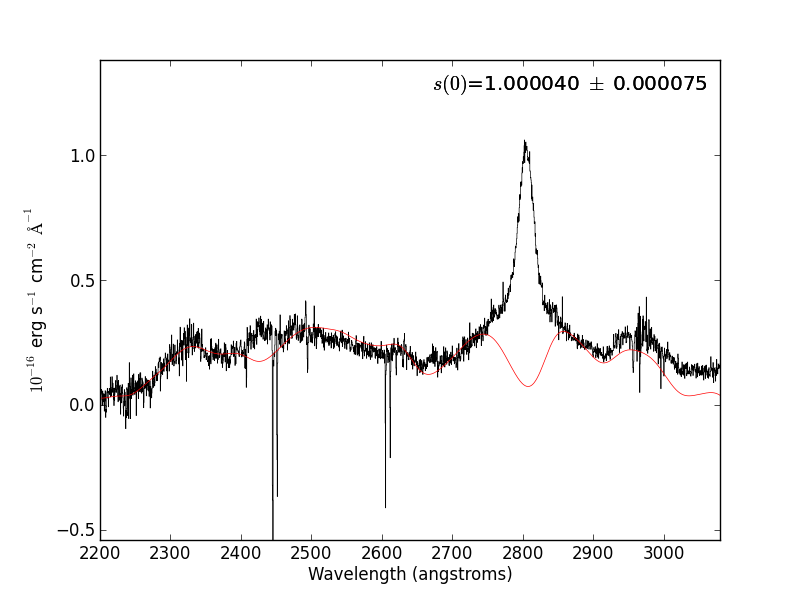 s(0)=1.000040 ± 0.000075
1.0
0.5
0.0
−0.5
10⁻¹⁶ erg s⁻¹ cm⁻² Å⁻¹
2200 2300 2400 2500 2600 2700 2800 2900 3000
Wavelength (angstroms)